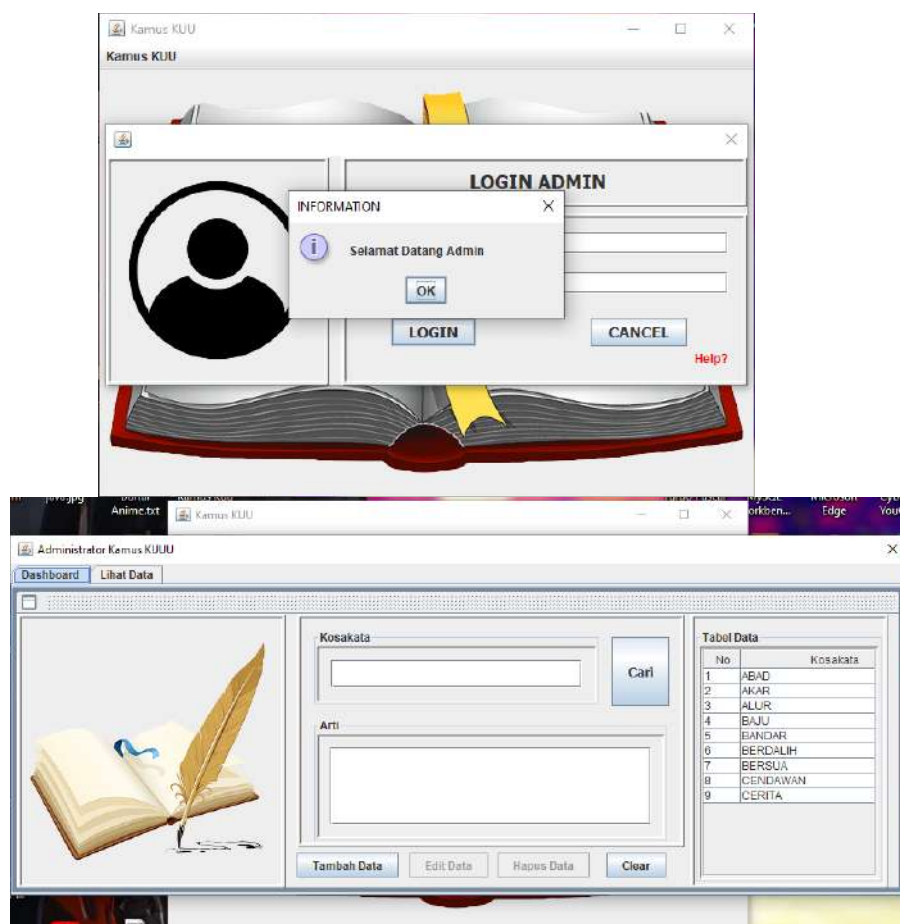 Kamus KUU
Kamus KUU
LOGIN ADMIN
INFORMATION
i
Selamat Datang Admin
OK
LOGIN
CANCEL
Help?
Anime.txt
Kamus KUU
Edge
Administrator Kamus KUUU
Dashboard
Lihat Data
Kosakata
Cari
Arti
Tambah Data
Edit Data
Hapus Data
Clear
Tabel Data
No Kosakata
1 ABAD
2 AKAR
3 ALUR
4 BAJU
5 BANDAR
6 BERDALIH
7 BERSUA
8 CENDAWAN
9 CERITA